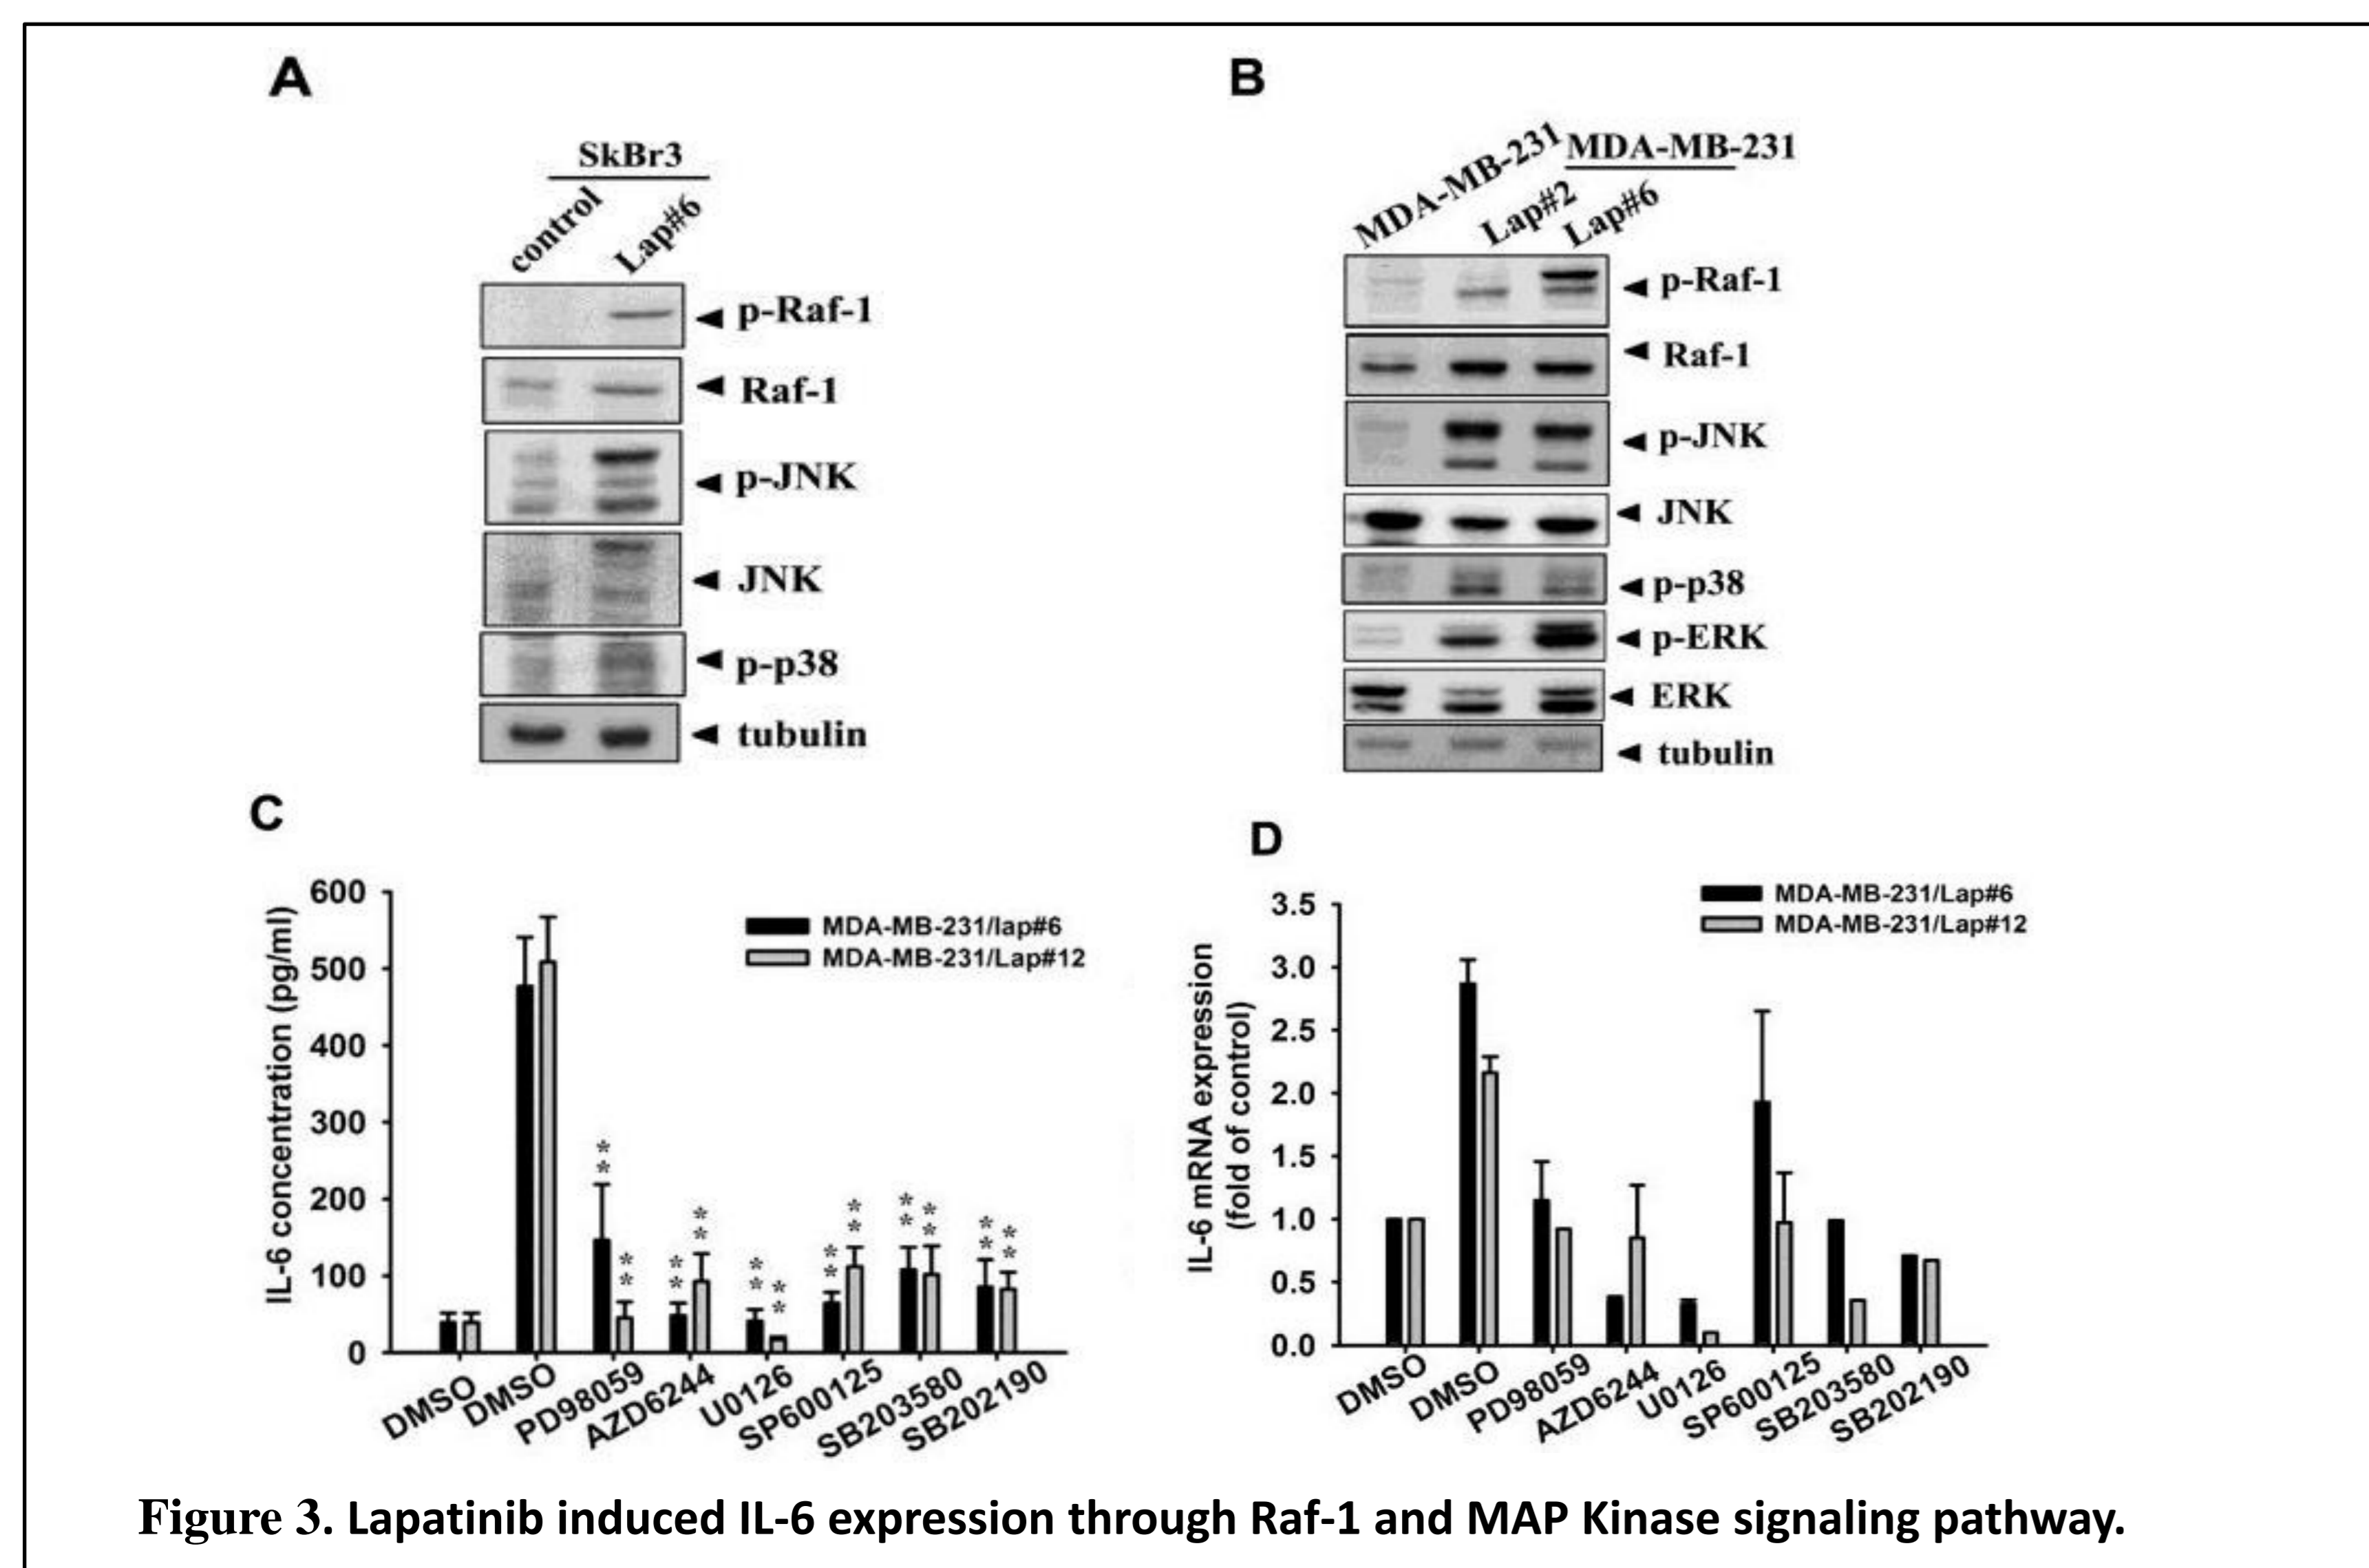 A
SkBr3
control
Lap#6
p-Raf-1
Raf-1
p-JNK
JNK
p-p38
tubulin
B
MDA-MB-231
MDA-MB-231
Lap#2
Lap#6
p-Raf-1
Raf-1
p-JNK
JNK
p-p38
p-ERK
ERK
tubulin
C
IL-6 concentration (pg/ml)
600
500
400
300
200
100
0
MDA-MB-231/lap#6
MDA-MB-231/Lap#12
**
**
**
**
**
**
**
**
**
**
**
**
DMSO
DMSO
PD98059
AZD6244
U0126
SP600125
SB203580
SB202190
D
IL-6 mRNA expression
(fold of control)
3.5
3.0
2.5
2.0
1.5
1.0
0.5
0.0
MDA-MB-231/Lap#6
MDA-MB-231/Lap#12
DMSO
DMSO
PD98059
AZD6244
U0126
SP600125
SB203580
SB202190
Figure 3. Lapatinib induced IL-6 expression through Raf-1 and MAP Kinase signaling pathway.